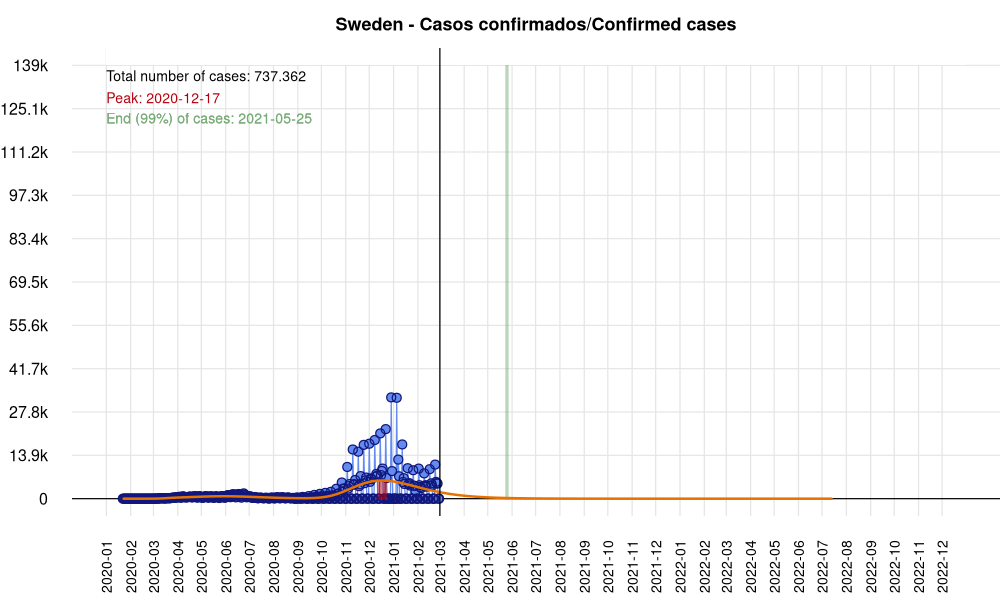 Sweden - Casos confirmados/Confirmed cases
Total number of cases: 737.362
Peak: 2020-12-17
End (99%) of cases: 2021-05-25
139k
125.1k
111.2k
97.3k
83.4k
69.5k
55.6k
41.7k
27.8k
13.9k
0
2020-01
2020-02
2020-03
2020-04
2020-05
2020-06
2020-07
2020-08
2020-09
2020-10
2020-11
2020-12
2021-01
2021-02
2021-03
2021-04
2021-05
2021-06
2021-07
2021-08
2021-09
2021-10
2021-11
2021-12
2022-01
2022-02
2022-03
2022-04
2022-05
2022-06
2022-07
2022-08
2022-09
2022-10
2022-11
2022-12